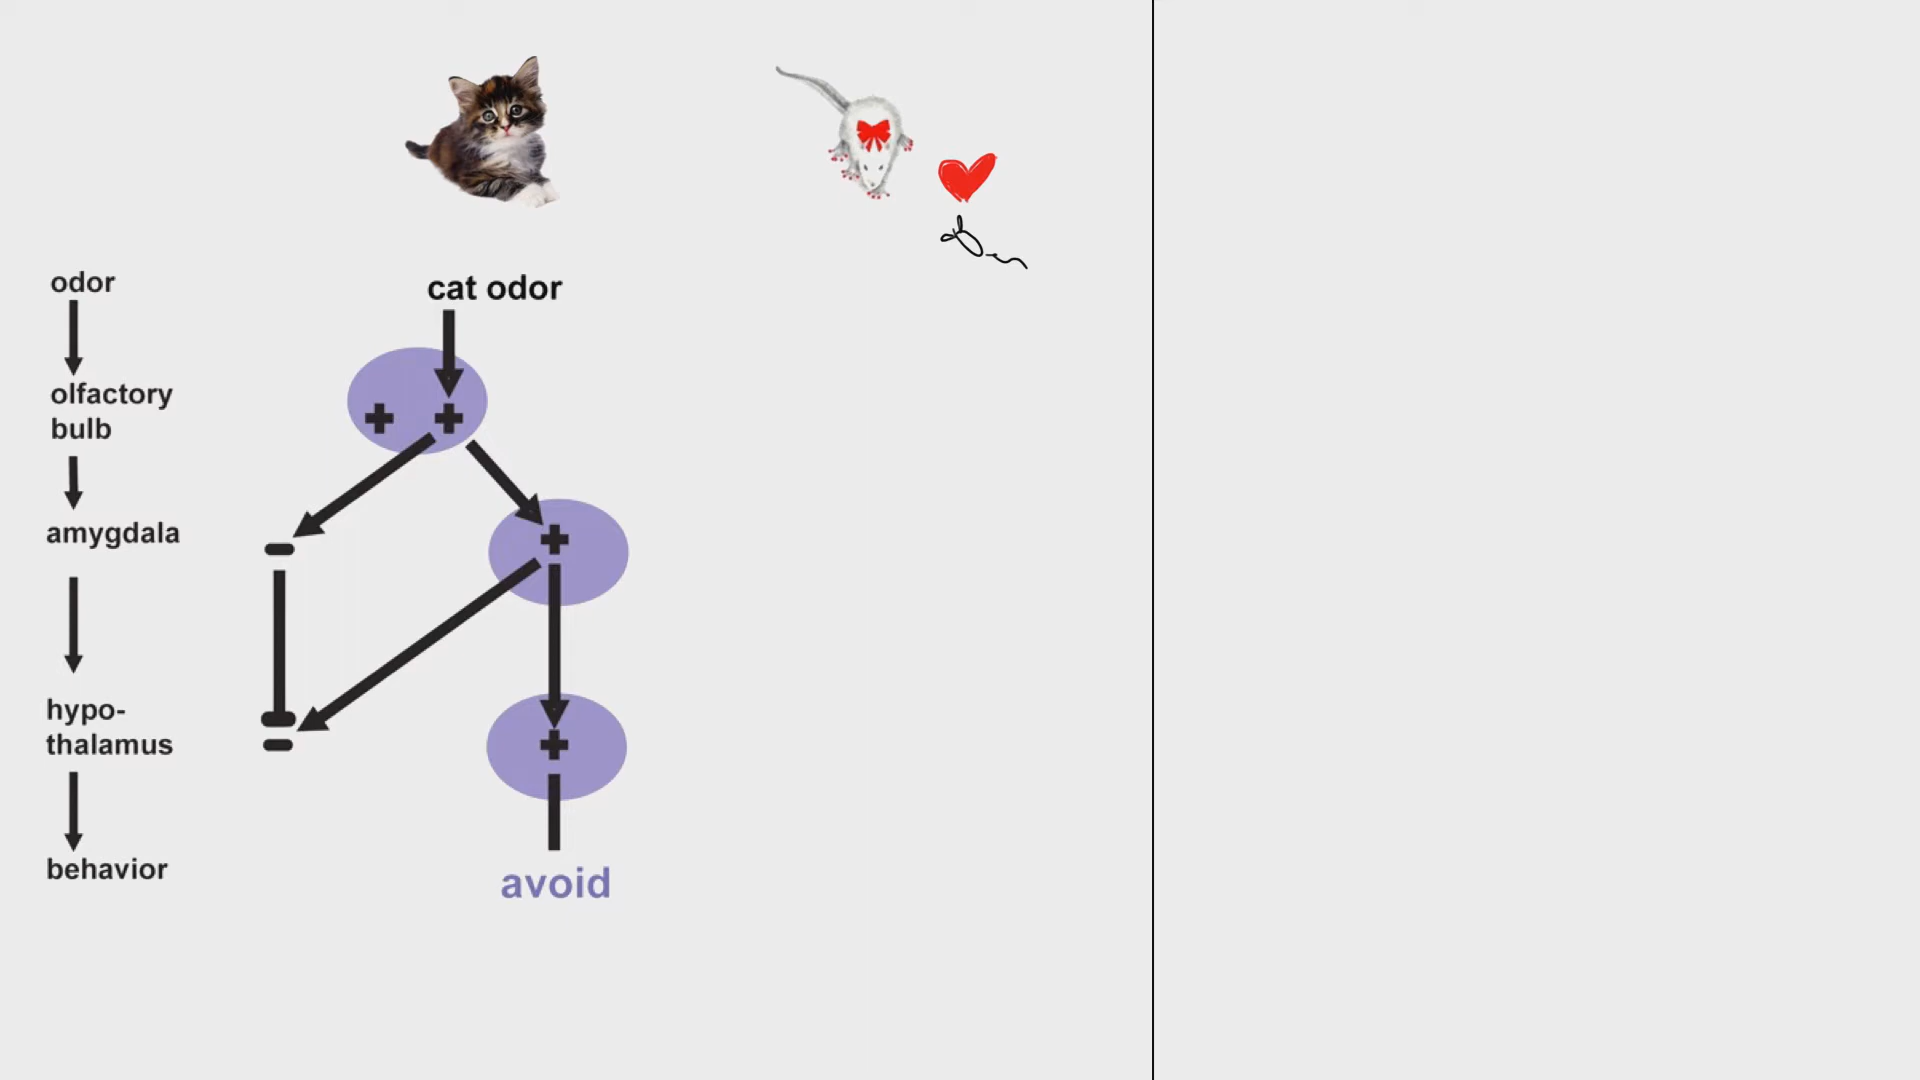 odor
cat odor
olfactory
bulb
amygdala
hypo-
thalamus
behavior
avoid